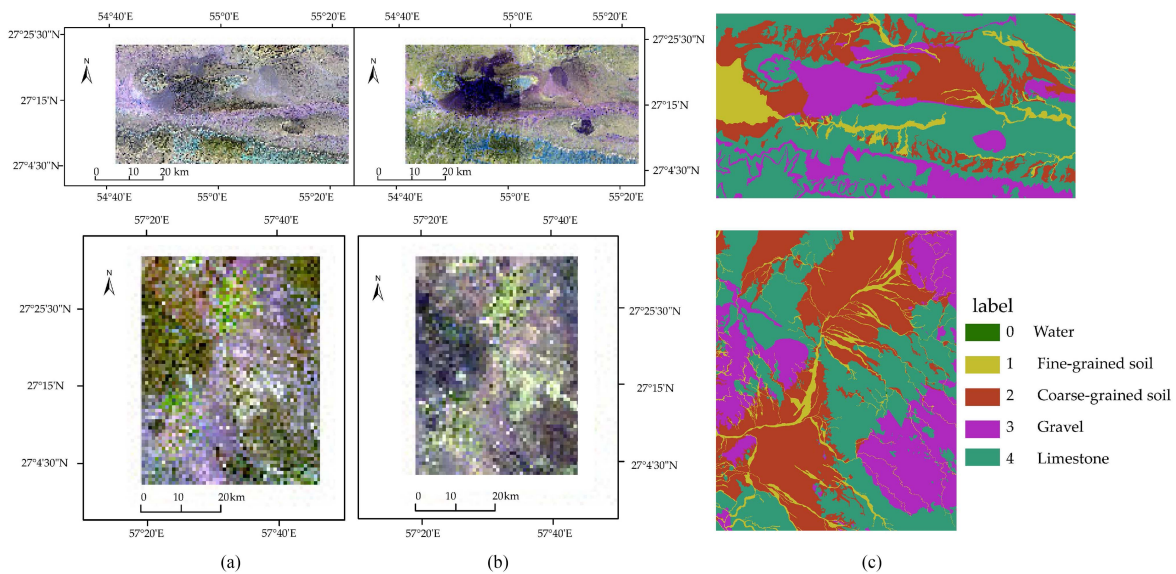 54°40'E 55°0'E 55°20'E 54°40'E 55°0'E 55°20'E
27°25'30"N
27°15'N
27°4'30"N
N
N
0 10 20 km
0 10 20 km
54°40'E 55°0'E 55°20'E 54°40'E 55°0'E 55°20'E
27°25'30"N
27°15'N
27°4'30"N
57°20'E 57°40'E
57°20'E 57°40'E
27°25'30"N
27°15'N
27°4'30"N
N
N
0 10 20km
0 10 20km
27°25'30"N
27°15'N
27°4'30"N
57°20'E 57°40'E
57°20'E 57°40'E
label
0 Water
1 Fine-grained soil
2 Coarse-grained soil
3 Gravel
4 Limestone
(a) (b) (c)